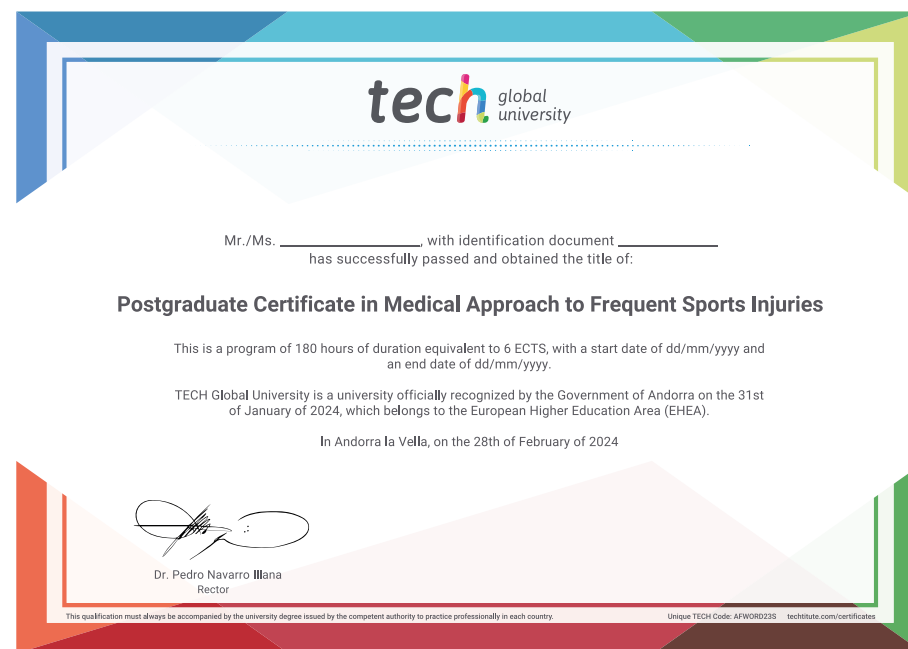 tech global
university
Mr./Ms. ____________, with identification document ____________
has successfully passed and obtained the title of:
Postgraduate Certificate in Medical Approach to Frequent Sports Injuries
This is a program of 180 hours of duration equivalent to 6 ECTS, with a start date of dd/mm/yyyy and
an end date of dd/mm/yyyy.
TECH Global University is a university officially recognized by the Government of Andorra on the 31st
of January of 2024, which belongs to the European Higher Education Area (EHEA).
In Andorra la Vella, on the 28th of February of 2024
Dr. Pedro Navarro Illana
Rector
This qualification must always be accompanied by the university degree issued by the competent authority to practice professionally in each country. Unique TECH Code: AFWORD23S techtitute.com/certificates